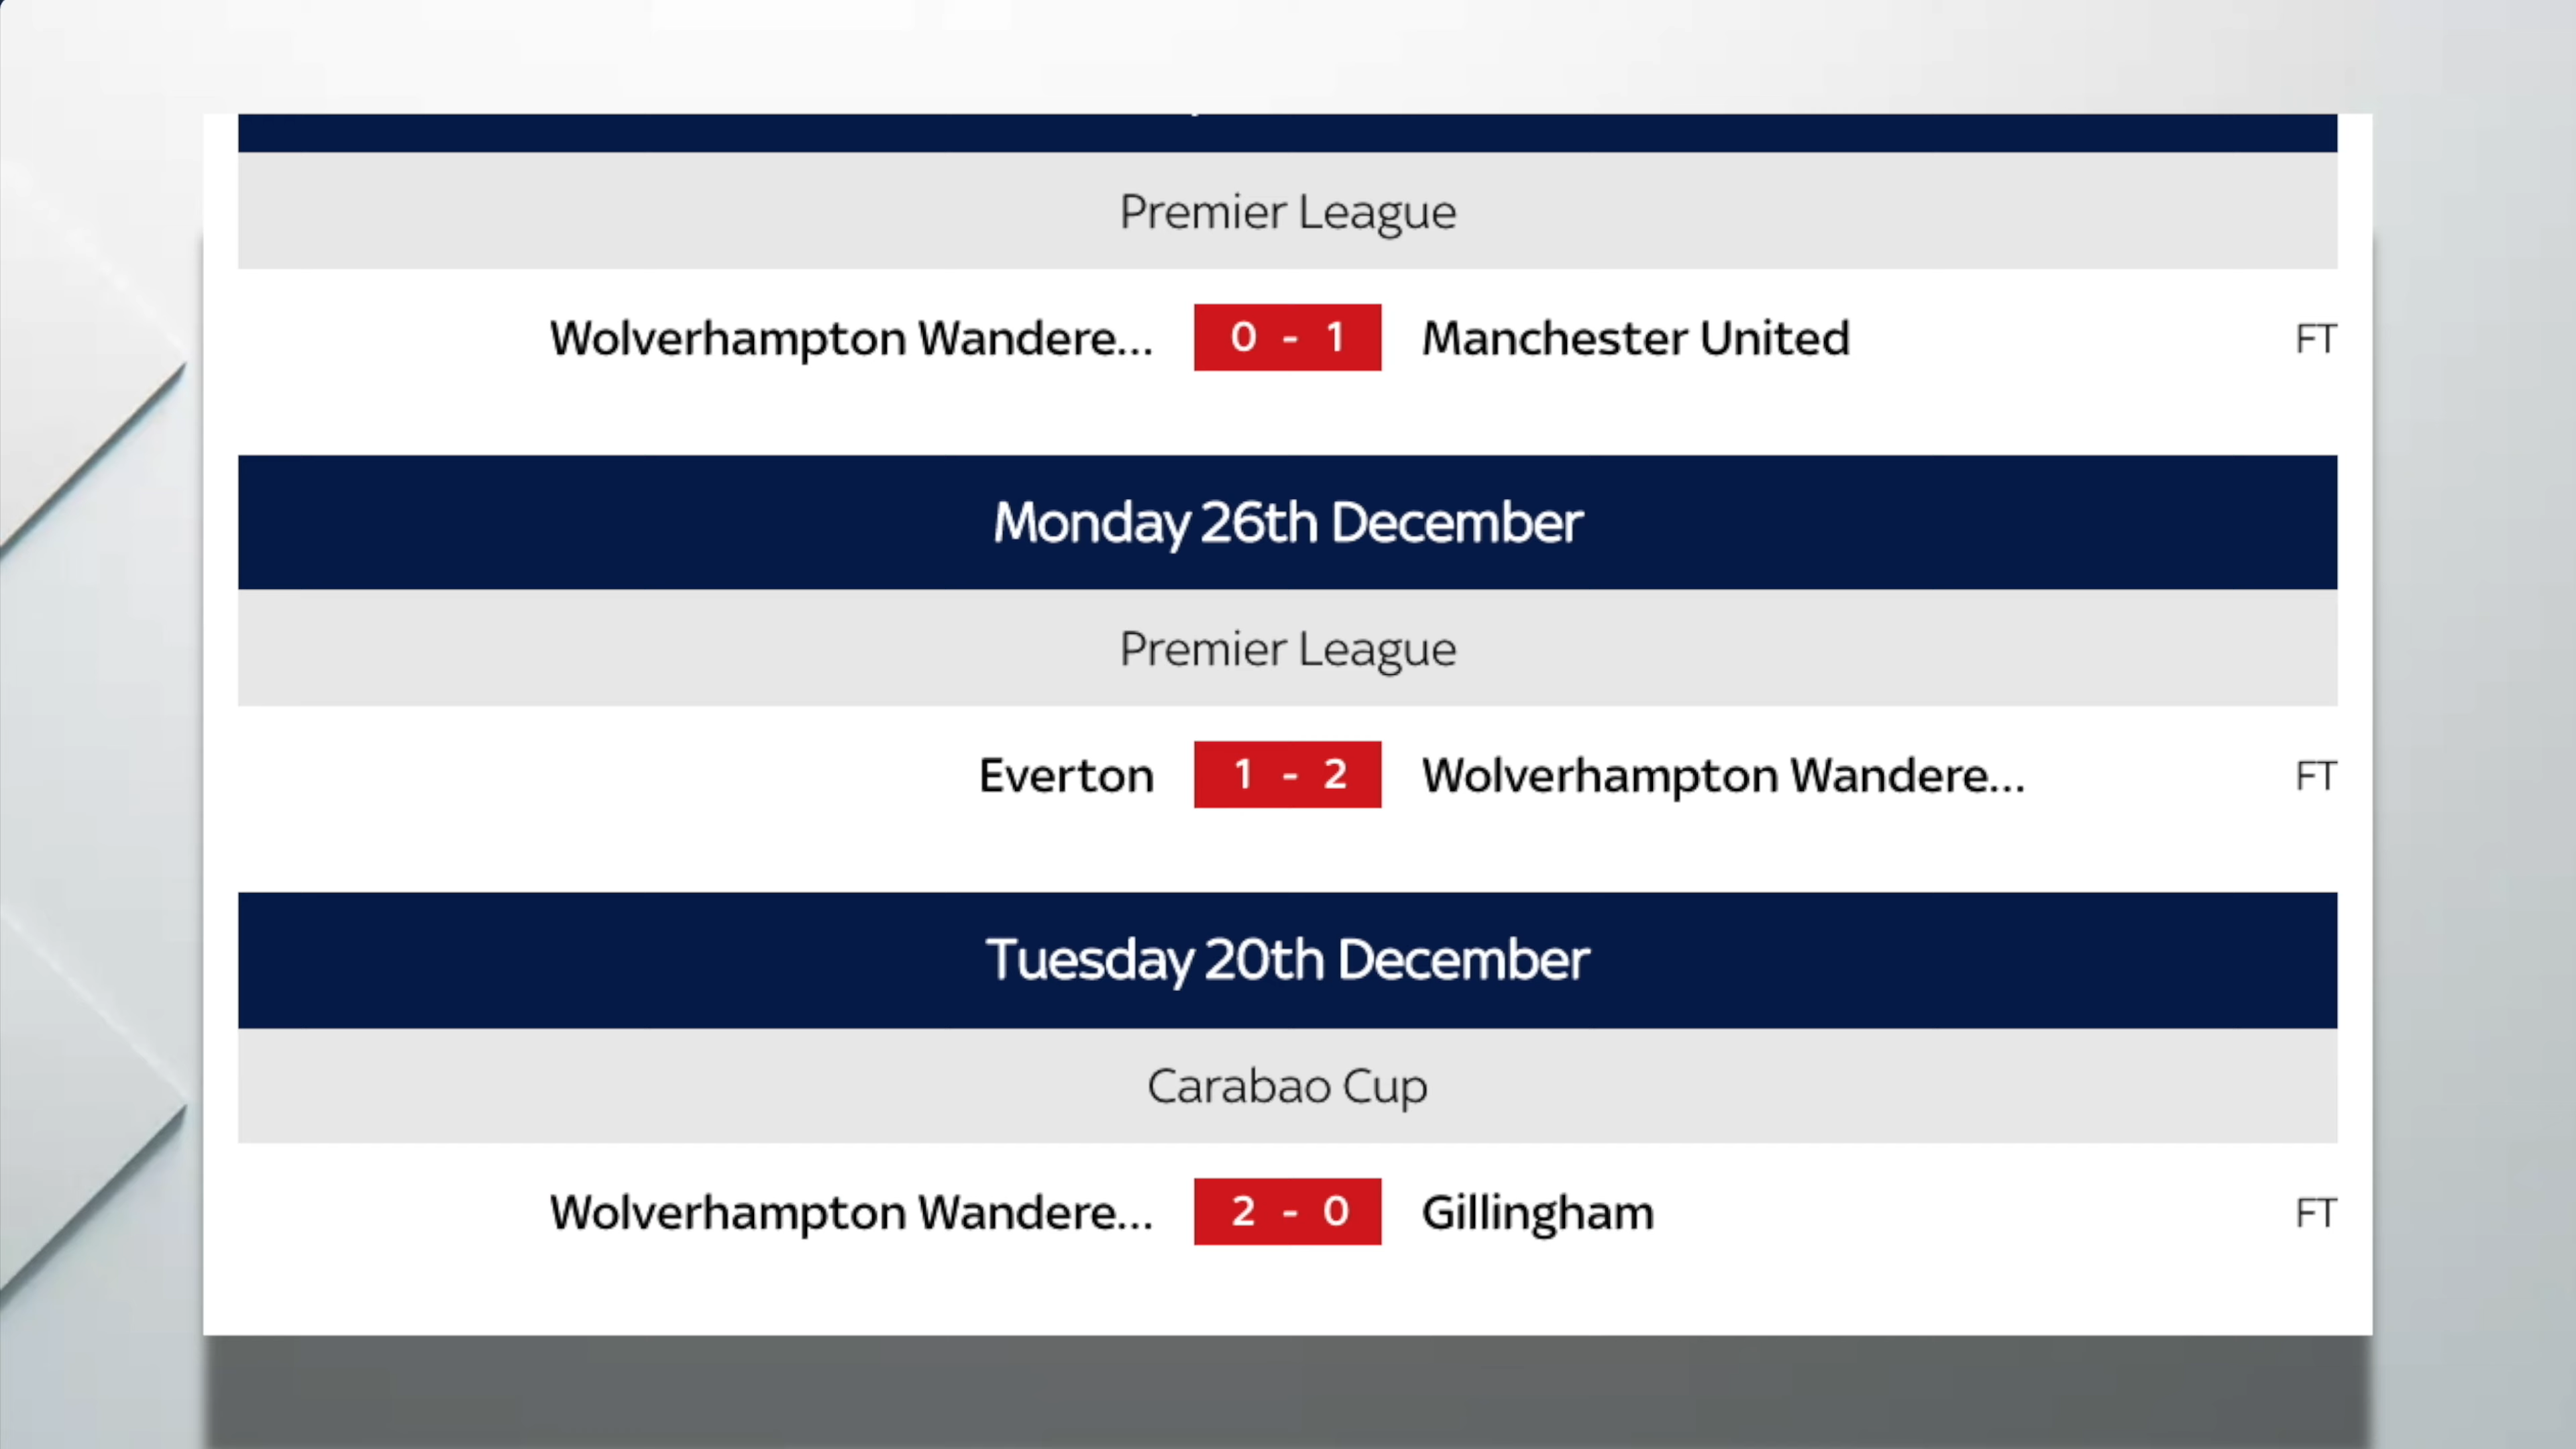 Premier League
Wolverhampton Wandere... 0 - 1 Manchester United FT
Monday 26th December
Premier League
Everton 1 - 2 Wolverhampton Wandere... FT
Tuesday 20th December
Carabao Cup
Wolverhampton Wandere... 2 - 0 Gillingham FT